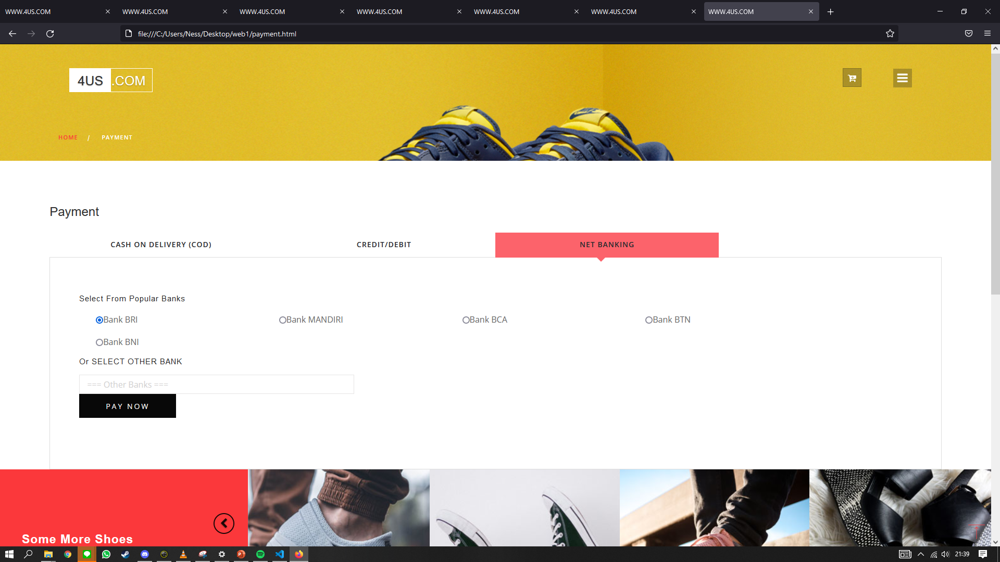 WWW.4US.COM WWW.4US.COM WWW.4US.COM WWW.4US.COM WWW.4US.COM WWW.4US.COM WWW.4US.COM
file:///C:/Users/Ness/Desktop/web1/payment.html
4US .COM
HOME / PAYMENT
Payment
CASH ON DELIVERY (COD) CREDIT/DEBIT NET BANKING
Select From Popular Banks
Bank BRI Bank MANDIRI Bank BCA Bank BTN
Bank BNI
Or SELECT OTHER BANK
=== Other Banks ===
PAY NOW
Some More Shoes
21:39